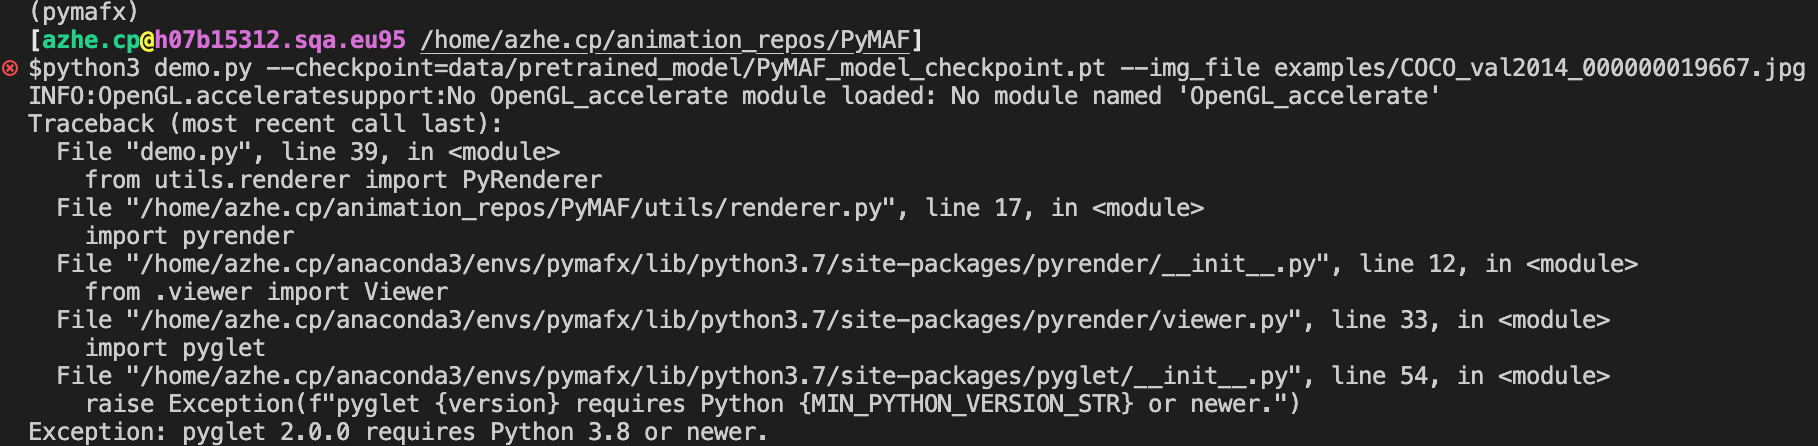 (pymafx)
[azhe.cp@h07b15312.sqa.eu95 /home/azhe.cp/animation_repos/PyMAF]
$python3 demo.py --checkpoint=data/pretrained_model/PyMAF_model_checkpoint.pt --img_file examples/COCO_val2014_000000019667.jpg
INFO:OpenGL.acceleratesupport:No OpenGL_accelerate module loaded: No module named 'OpenGL_accelerate'
Traceback (most recent call last):
  File "demo.py", line 39, in <module>
    from utils.renderer import PyRenderer
  File "/home/azhe.cp/animation_repos/PyMAF/utils/renderer.py", line 17, in <module>
    import pyrender
  File "/home/azhe.cp/anaconda3/envs/pymafx/lib/python3.7/site-packages/pyrender/__init__.py", line 12, in <module>
    from .viewer import Viewer
  File "/home/azhe.cp/anaconda3/envs/pymafx/lib/python3.7/site-packages/pyrender/viewer.py", line 33, in <module>
    import pyglet
  File "/home/azhe.cp/anaconda3/envs/pymafx/lib/python3.7/site-packages/pyglet/__init__.py", line 54, in <module>
    raise Exception(f"pyglet {version} requires Python {MIN_PYTHON_VERSION_STR} or newer.")
Exception: pyglet 2.0.0 requires Python 3.8 or newer.